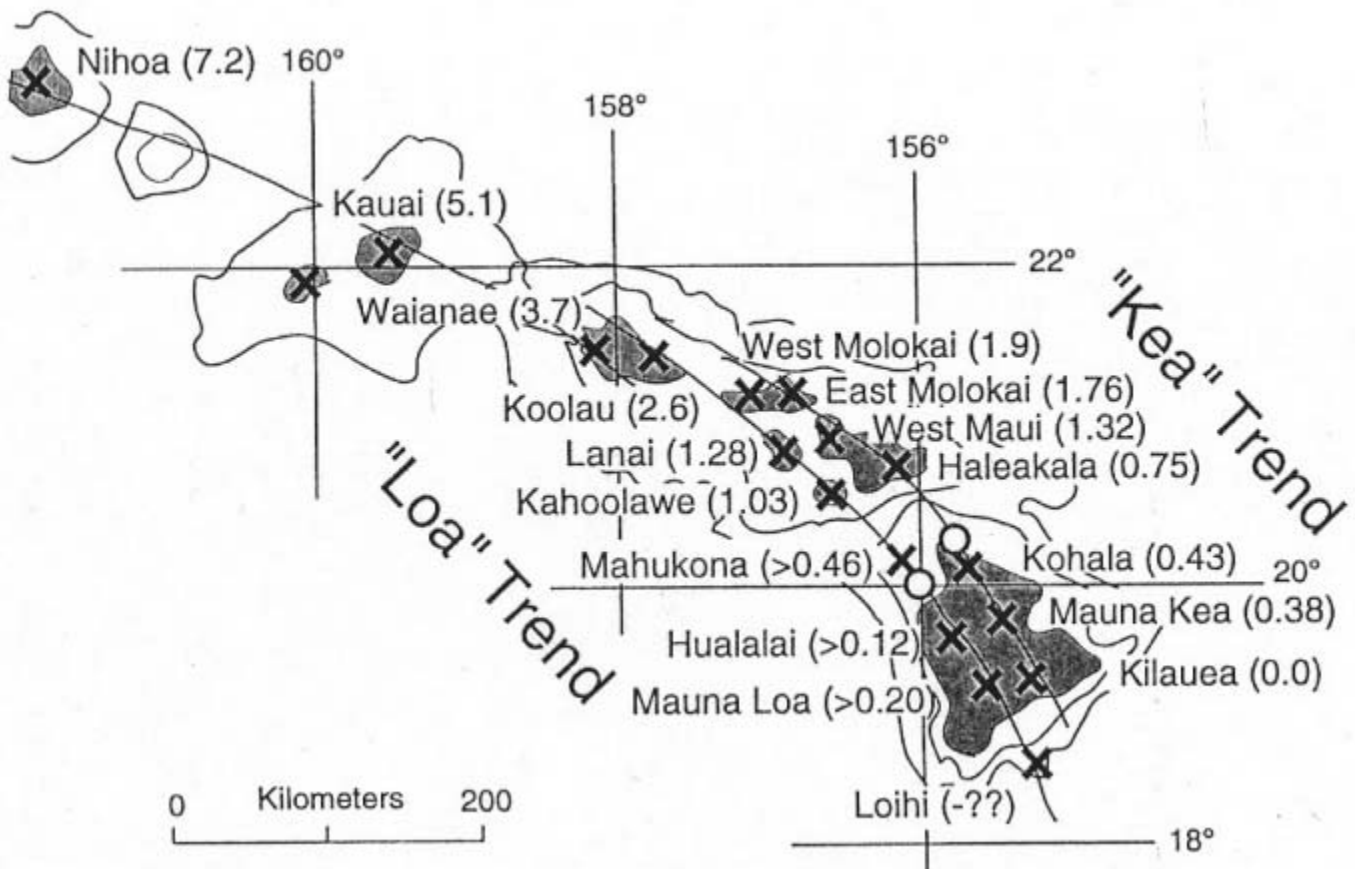 Nihoa (7.2)
160°
158°
156°
Kauai (5.1)
22°
Waianae (3.7)
West Molokai (1.9)
"Kea" Trend
East Molokai (1.76)
Koolau (2.6)
West Maui (1.32)
Lanai (1.28)
Haleakala (0.75)
"Loa" Trend
Kahoolawe (1.03)
Mahukona (>0.46)
Kohala (0.43)
20°
Mauna Kea (0.38)
Hualalai (>0.12)
Kilauea (0.0)
Mauna Loa (>0.20)
0 Kilometers 200
Loihi (-??)
18°